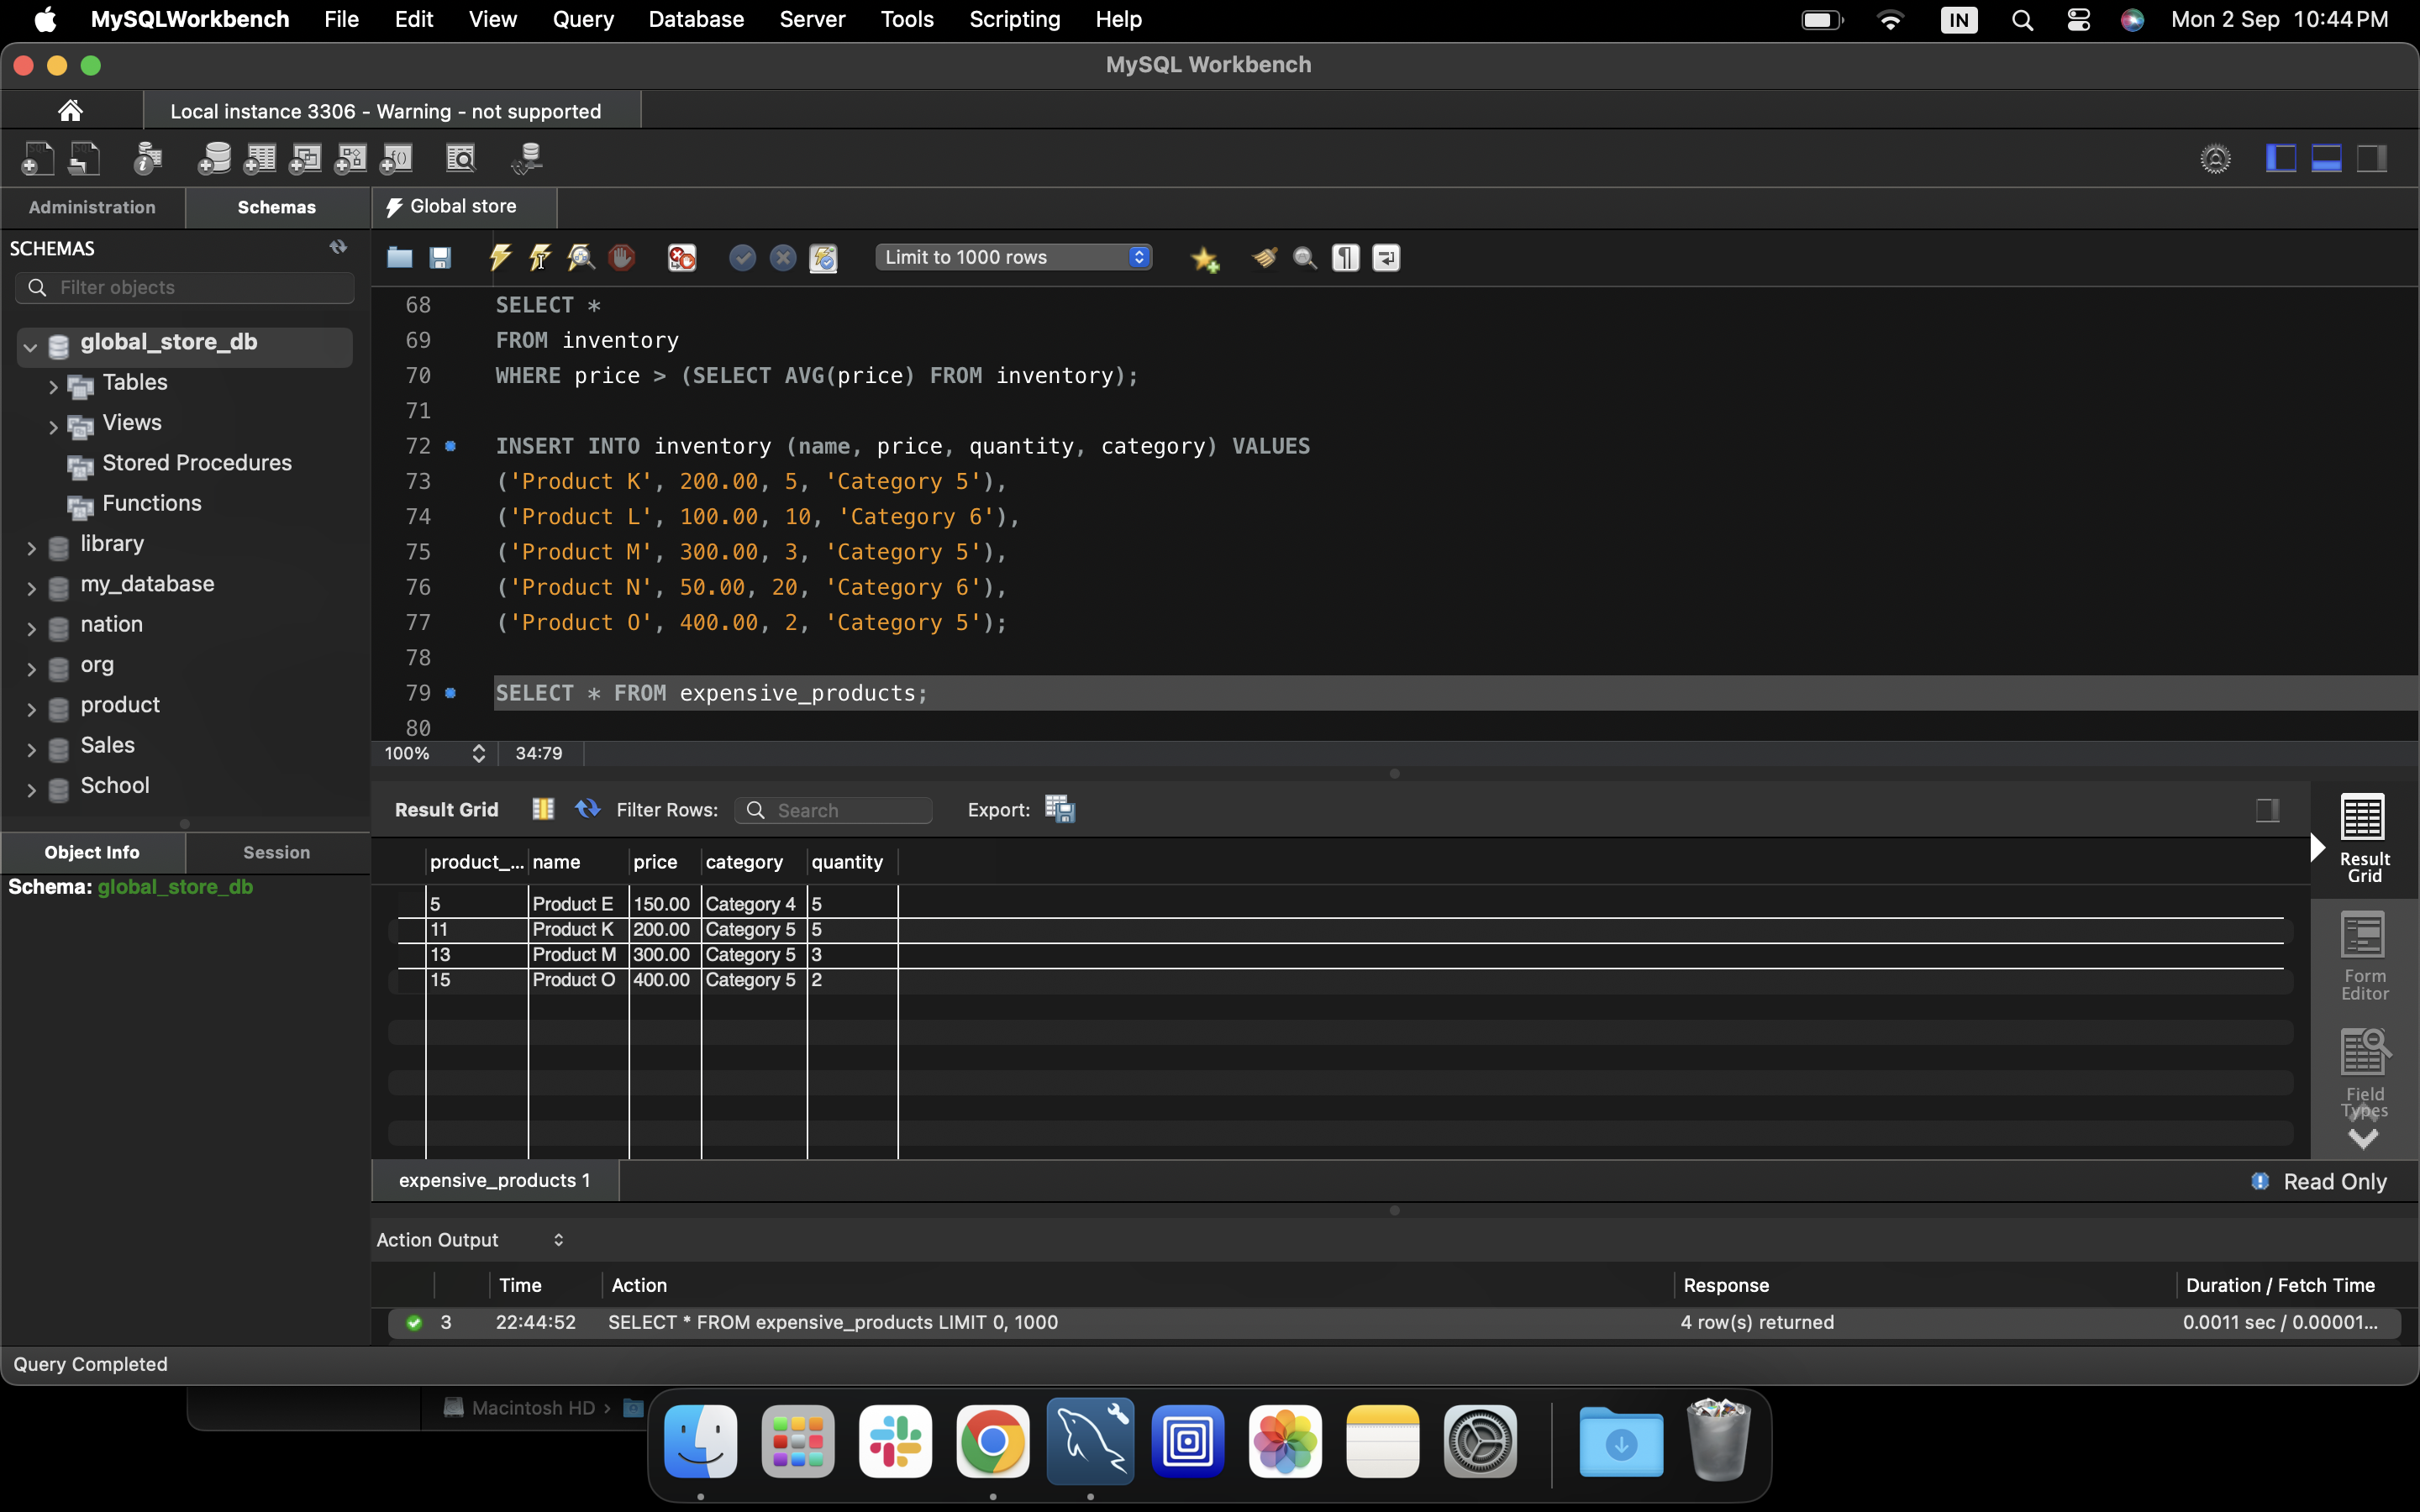 MySQLWorkbench File Edit View Query Database Server Tools Scripting Help IN Mon 2 Sep 10:44 PM
MySQL Workbench
Local instance 3306 - Warning - not supported
Administration Schemas Global store
SCHEMAS
Filter objects
Limit to 1000 rows
global_store_db
Tables
Views
Stored Procedures
Functions
library
my_database
nation
org
product
Sales
School
68 SELECT *
69 FROM inventory
70 WHERE price > (SELECT AVG(price) FROM inventory);
71
72 INSERT INTO inventory (name, price, quantity, category) VALUES
73 ('Product K', 200.00, 5, 'Category 5'),
74 ('Product L', 100.00, 10, 'Category 6'),
75 ('Product M', 300.00, 3, 'Category 5'),
76 ('Product N', 50.00, 20, 'Category 6'),
77 ('Product O', 400.00, 2, 'Category 5');
78
79 SELECT * FROM expensive_products;
80
100% 34:79
Object Info Session
Schema: global_store_db
Result Grid Filter Rows: Search Export:
product_... name price category quantity
5 Product E 150.00 Category 4 5
11 Product K 200.00 Category 5 5
13 Product M 300.00 Category 5 3
15 Product O 400.00 Category 5 2
Result
Grid
Form
Editor
Field
Types
expensive_products 1 Read Only
Action Output
Time Action Response Duration / Fetch Time
3 22:44:52 SELECT * FROM expensive_products LIMIT 0, 1000 4 row(s) returned 0.0011 sec / 0.00001...
Query Completed
Macintosh HD ›